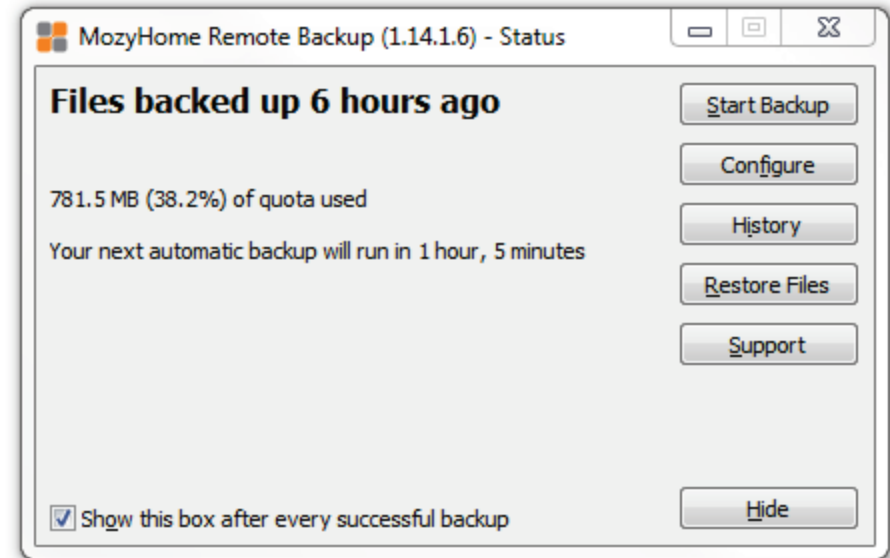 MozyHome Remote Backup (1.14.1.6) - Status
Files backed up 6 hours ago
781.5 MB (38.2%) of quota used
Your next automatic backup will run in 1 hour, 5 minutes
Start Backup
Configure
History
Restore Files
Support
Show this box after every successful backup
Hide